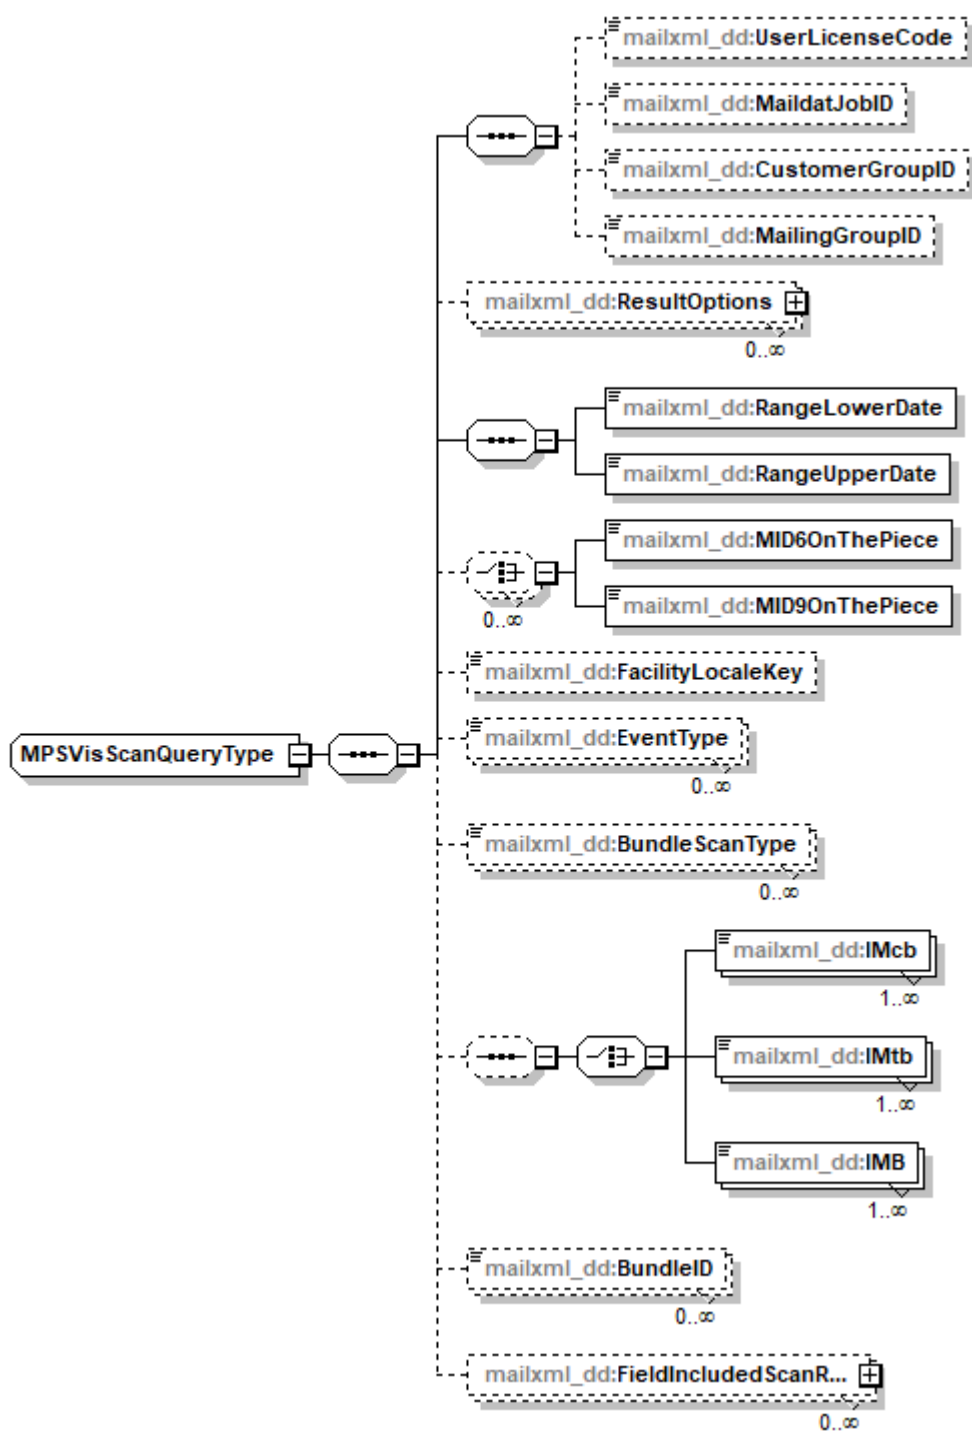 mailxml_dd:UserLicenseCode
mailxml_dd:MaildatJobID
mailxml_dd:CustomerGroupID
mailxml_dd:MailingGroupID
mailxml_dd:ResultOptions
0..∞
mailxml_dd:RangeLowerDate
mailxml_dd:RangeUpperDate
mailxml_dd:MID6OnThePiece
0..∞
mailxml_dd:MID9OnThePiece
mailxml_dd:FacilityLocaleKey
MPSVisScanQueryType
mailxml_dd:EventType
0..∞
mailxml_dd:BundleScanType
0..∞
mailxml_dd:IMcb
1..∞
mailxml_dd:IMtb
1..∞
mailxml_dd:IMB
1..∞
mailxml_dd:BundleID
0..∞
mailxml_dd:FieldIncludedScanR...
0..∞